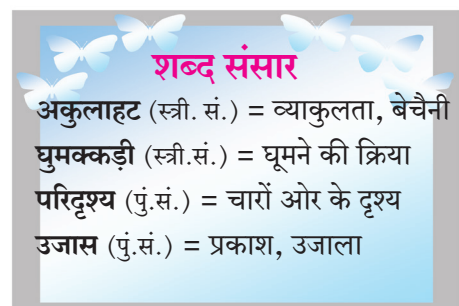 शब्द संसार
अकुलाहट (स्त्री. सं.) = व्याकुलता, बेचैनी
घुमक्कड़ी (स्त्री.सं.) = घूमने की क्रिया
परिदृश्य (पुं.सं.) = चारों ओर के दृश्य
उजास (पुं.सं.) = प्रकाश, उजाला